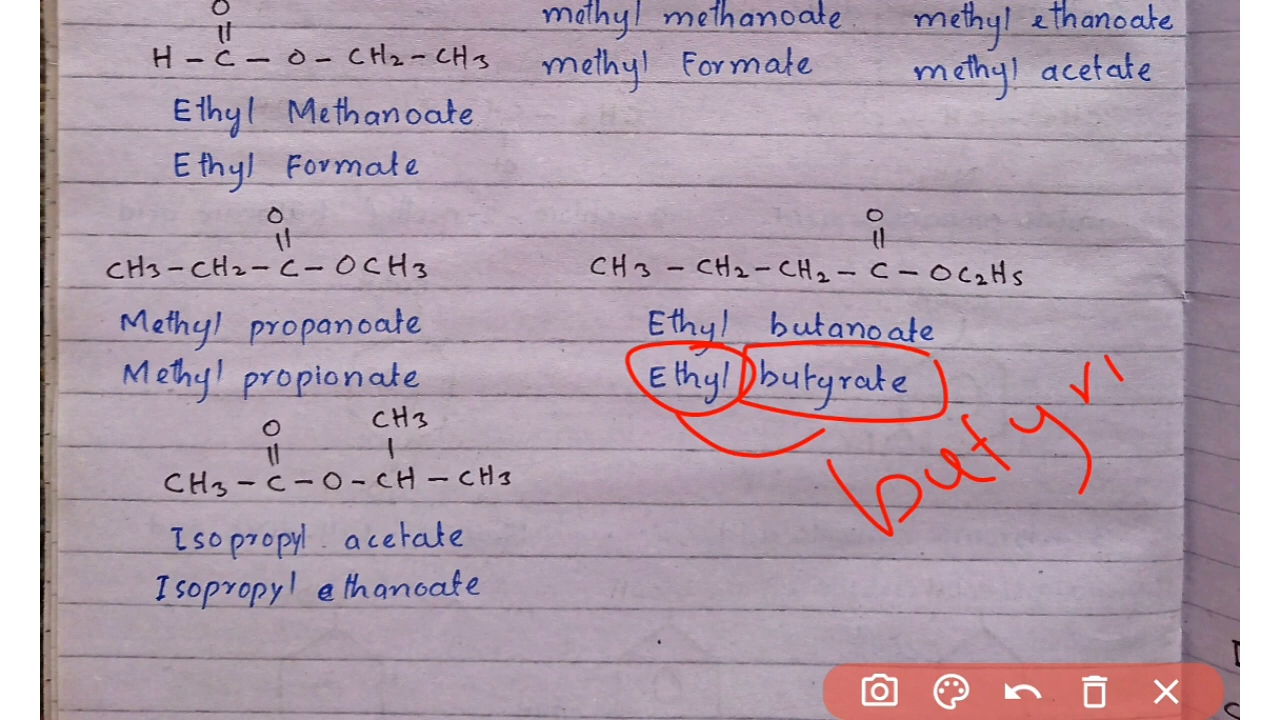 methyl methanoate methyl ethanoate
O
||
H – C – O – CH2 – CH3 methyl Formate methyl acetate
Ethyl Methanoate
Ethyl Formate
O O
|| ||
CH3 – CH2 – C – OCH3 CH3 – CH2 – CH2 – C – OC2H5
Methyl propanoate Ethyl butanoate
Methyl propionate Ethyl butyrate
butyri
O CH3
|| |
CH3 – C – O – CH – CH3
Isopropyl acetate
Isopropyl ethanoate